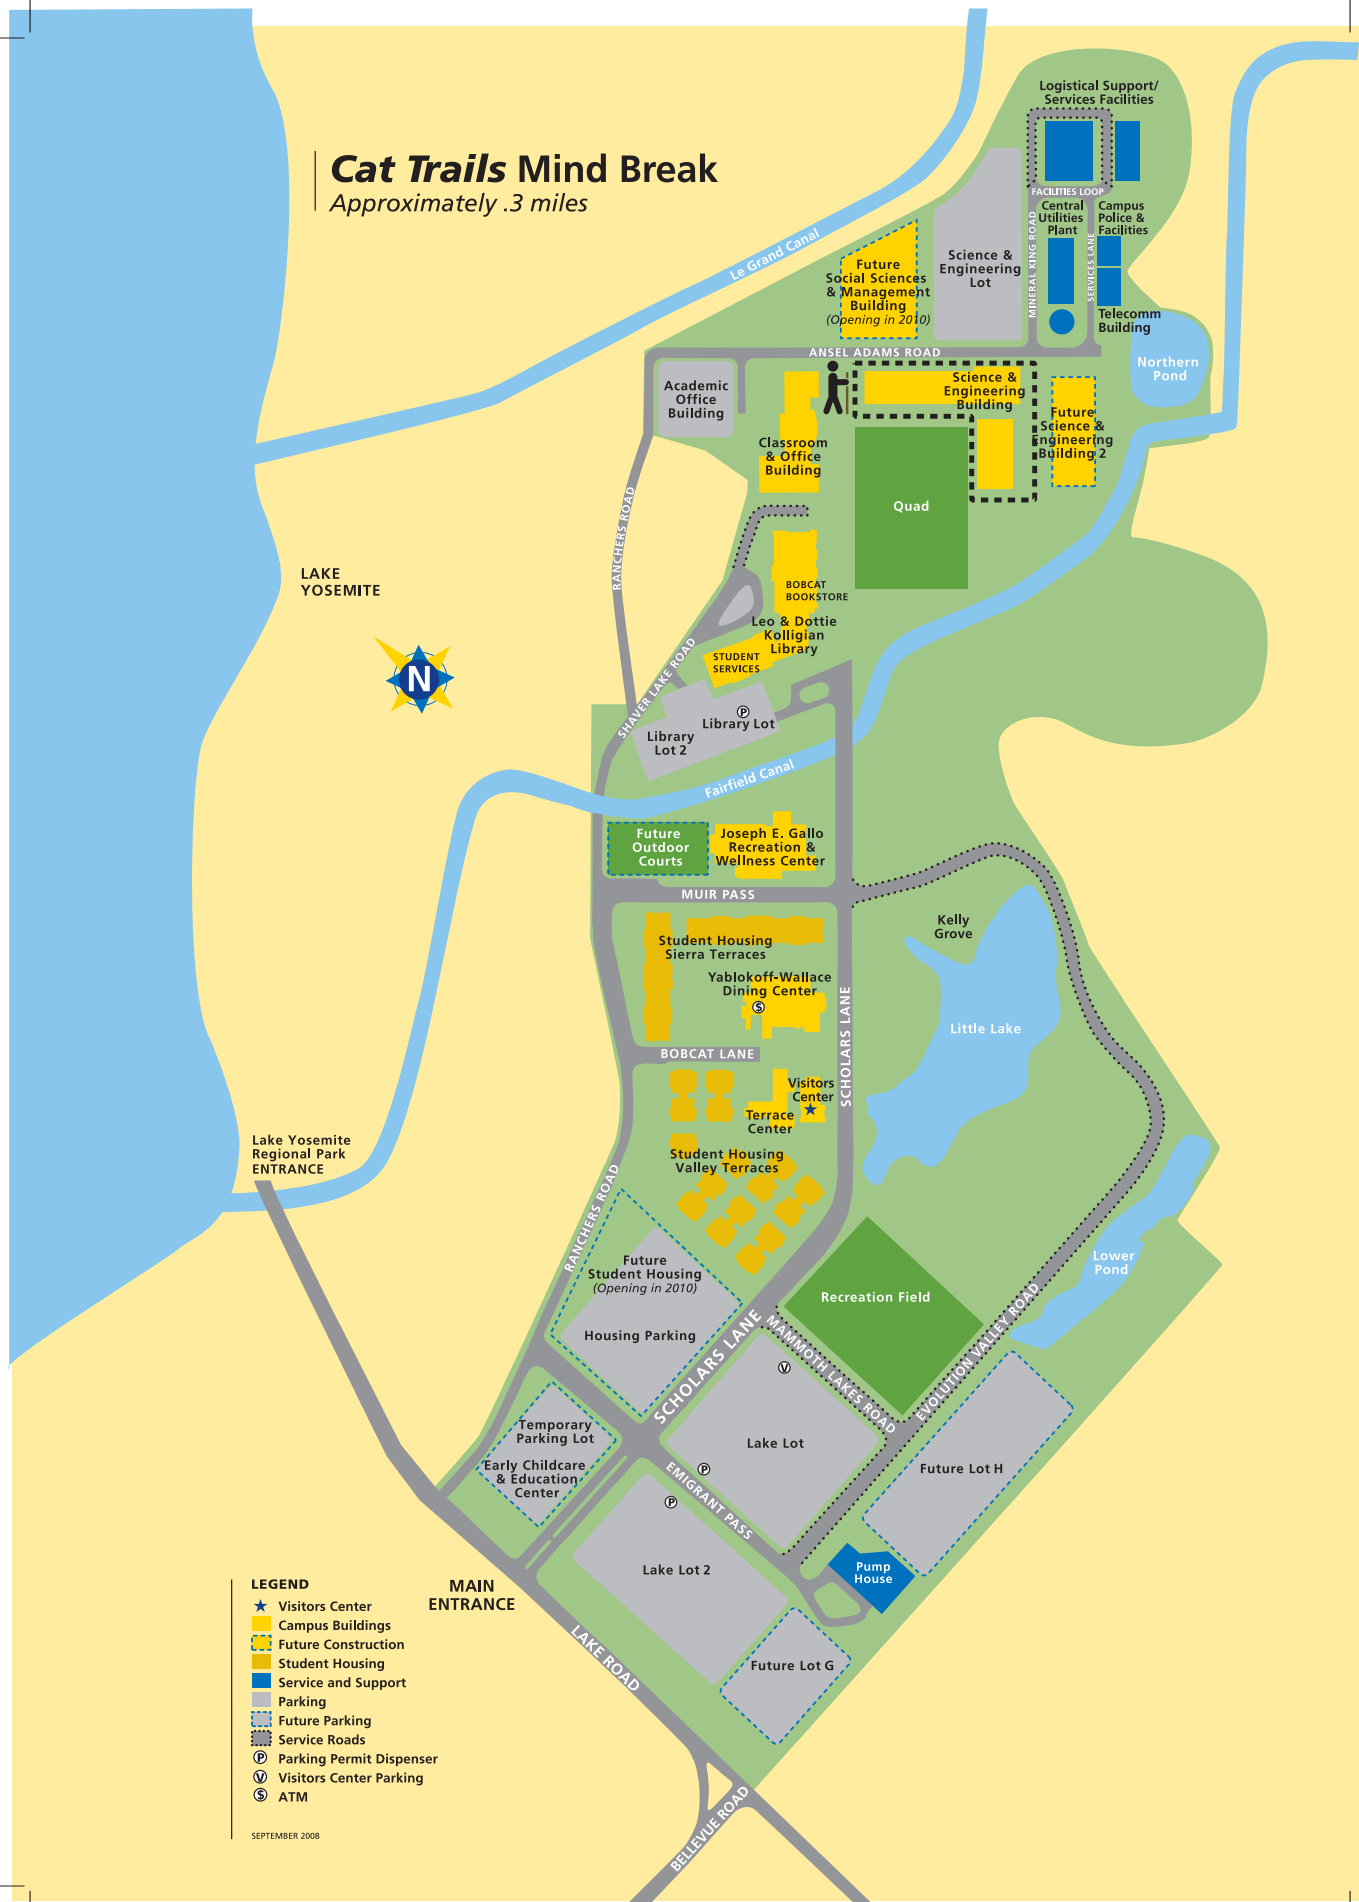 Cat Trails Mind Break
Approximately .3 miles
Logistical Support/
Services Facilities
FACILITIES LOOP
Central
Utilities
Plant
Campus
Police &
Facilities
MINERAL KING ROAD
SERVICES LANE
Telecomm
Building
Le Grand Canal
Future
Social Sciences
& Management
Building
(Opening in 2010)
Science &
Engineering
Lot
Northern
Pond
ANSEL ADAMS ROAD
Academic
Office
Building
Science &
Engineering
Building
Future
Science &
Engineering
Building 2
Classroom
& Office
Building
Quad
RANCHERS ROAD
LAKE
YOSEMITE
N
BOBCAT
BOOKSTORE
Leo & Dottie
Kolligian
Library
STUDENT
SERVICES
SHAVER LAKE ROAD
P
Library Lot
Library
Lot 2
Fairfield Canal
Future
Outdoor
Courts
Joseph E. Gallo
Recreation &
Wellness Center
MUIR PASS
Kelly
Grove
Student Housing
Sierra Terraces
Yablokoff-Wallace
Dining Center
$
Little Lake
SCHOLARS LANE
BOBCAT LANE
Visitors
Center
Terrace
Center
Lake Yosemite
Regional Park
ENTRANCE
Student Housing
Valley Terraces
RANCHERS ROAD
Future
Student Housing
(Opening in 2010)
Housing Parking
Lower
Pond
Recreation Field
SCHOLARS LANE
MAMMOTH LAKES ROAD
EVOLUTION VALLEY ROAD
V
Lake Lot
P
Temporary
Parking Lot
Early Childcare
& Education
Center
Future Lot H
EMIGRANT PASS
P
Lake Lot 2
Pump
House
MAIN
ENTRANCE
LAKE ROAD
Future Lot G
BELLEVUE ROAD
LEGEND
Visitors Center
Campus Buildings
Future Construction
Student Housing
Service and Support
Parking
Future Parking
Service Roads
P Parking Permit Dispenser
V Visitors Center Parking
$ ATM
SEPTEMBER 2008